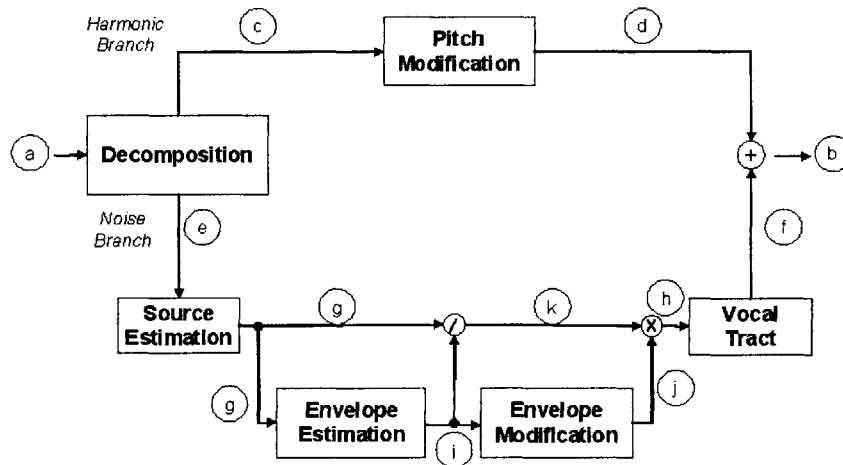 Harmonic
Branch
c
Pitch
Modification
d
a
Decomposition
+
b
Noise
Branch
e
f
Source
Estimation
g
/
k
x
h
Vocal
Tract
g
Envelope
Estimation
i
Envelope
Modification
j